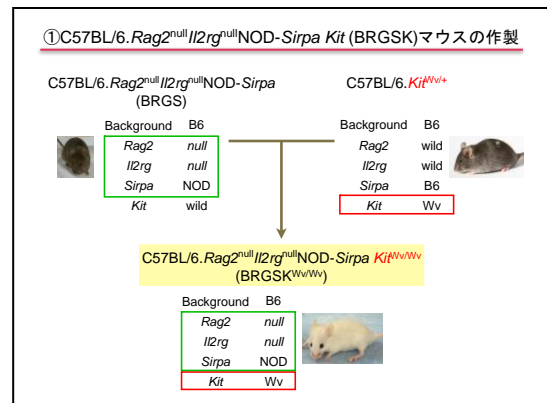 ①C57BL/6.Rag2nullIl2rgnullNOD-Sirpa Kit (BRGSK)マウスの作製
C57BL/6.Rag2nullIl2rgnullNOD-Sirpa
(BRGS)
Background B6
Rag2 null
Il2rg null
Sirpa NOD
Kit wild
C57BL/6.KitWv/+
Background B6
Rag2 wild
Il2rg wild
Sirpa B6
Kit Wv
C57BL/6.Rag2nullIl2rgnullNOD-Sirpa KitWv/Wv
(BRGSKWv/Wv)
Background B6
Rag2 null
Il2rg null
Sirpa NOD
Kit Wv